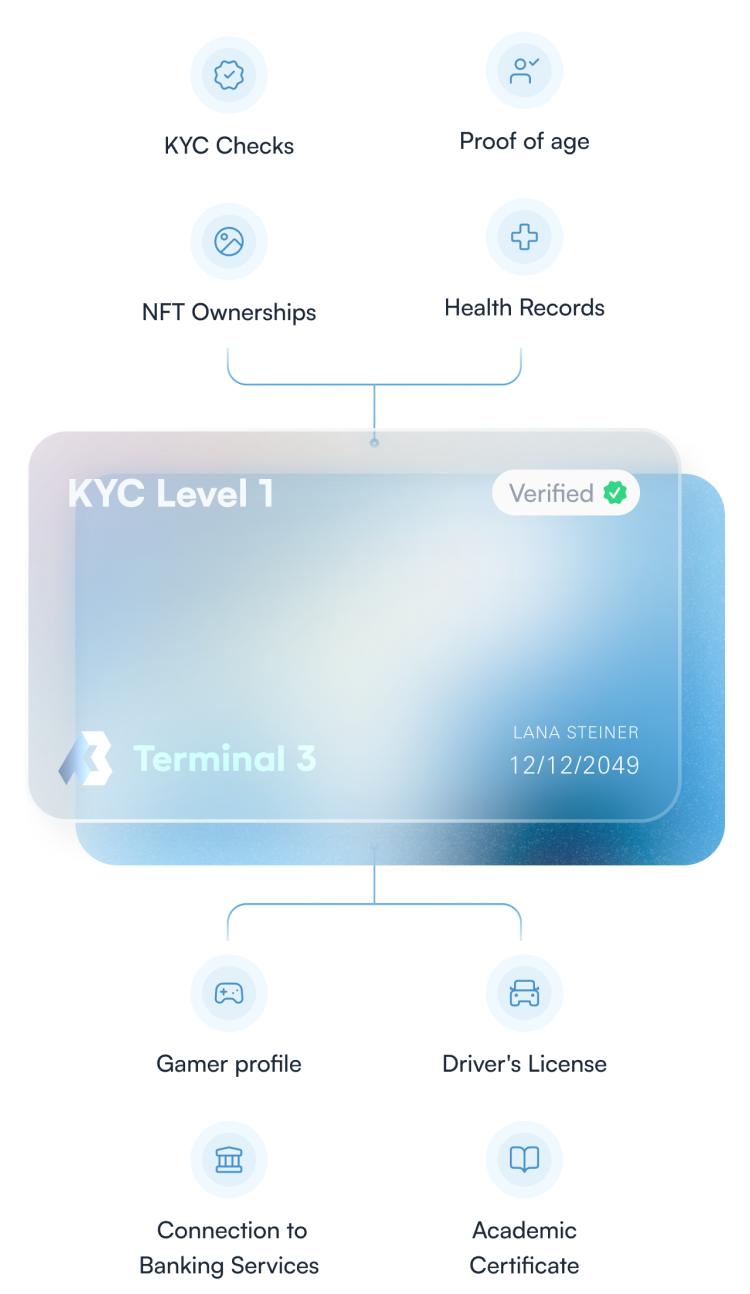 KYC Checks
Proof of age
NFT Ownerships
Health Records
KYC Level 1
Verified
Terminal 3
LANA STEINER
12/12/2049
Gamer profile
Driver's License
Connection to
Banking Services
Academic
Certificate